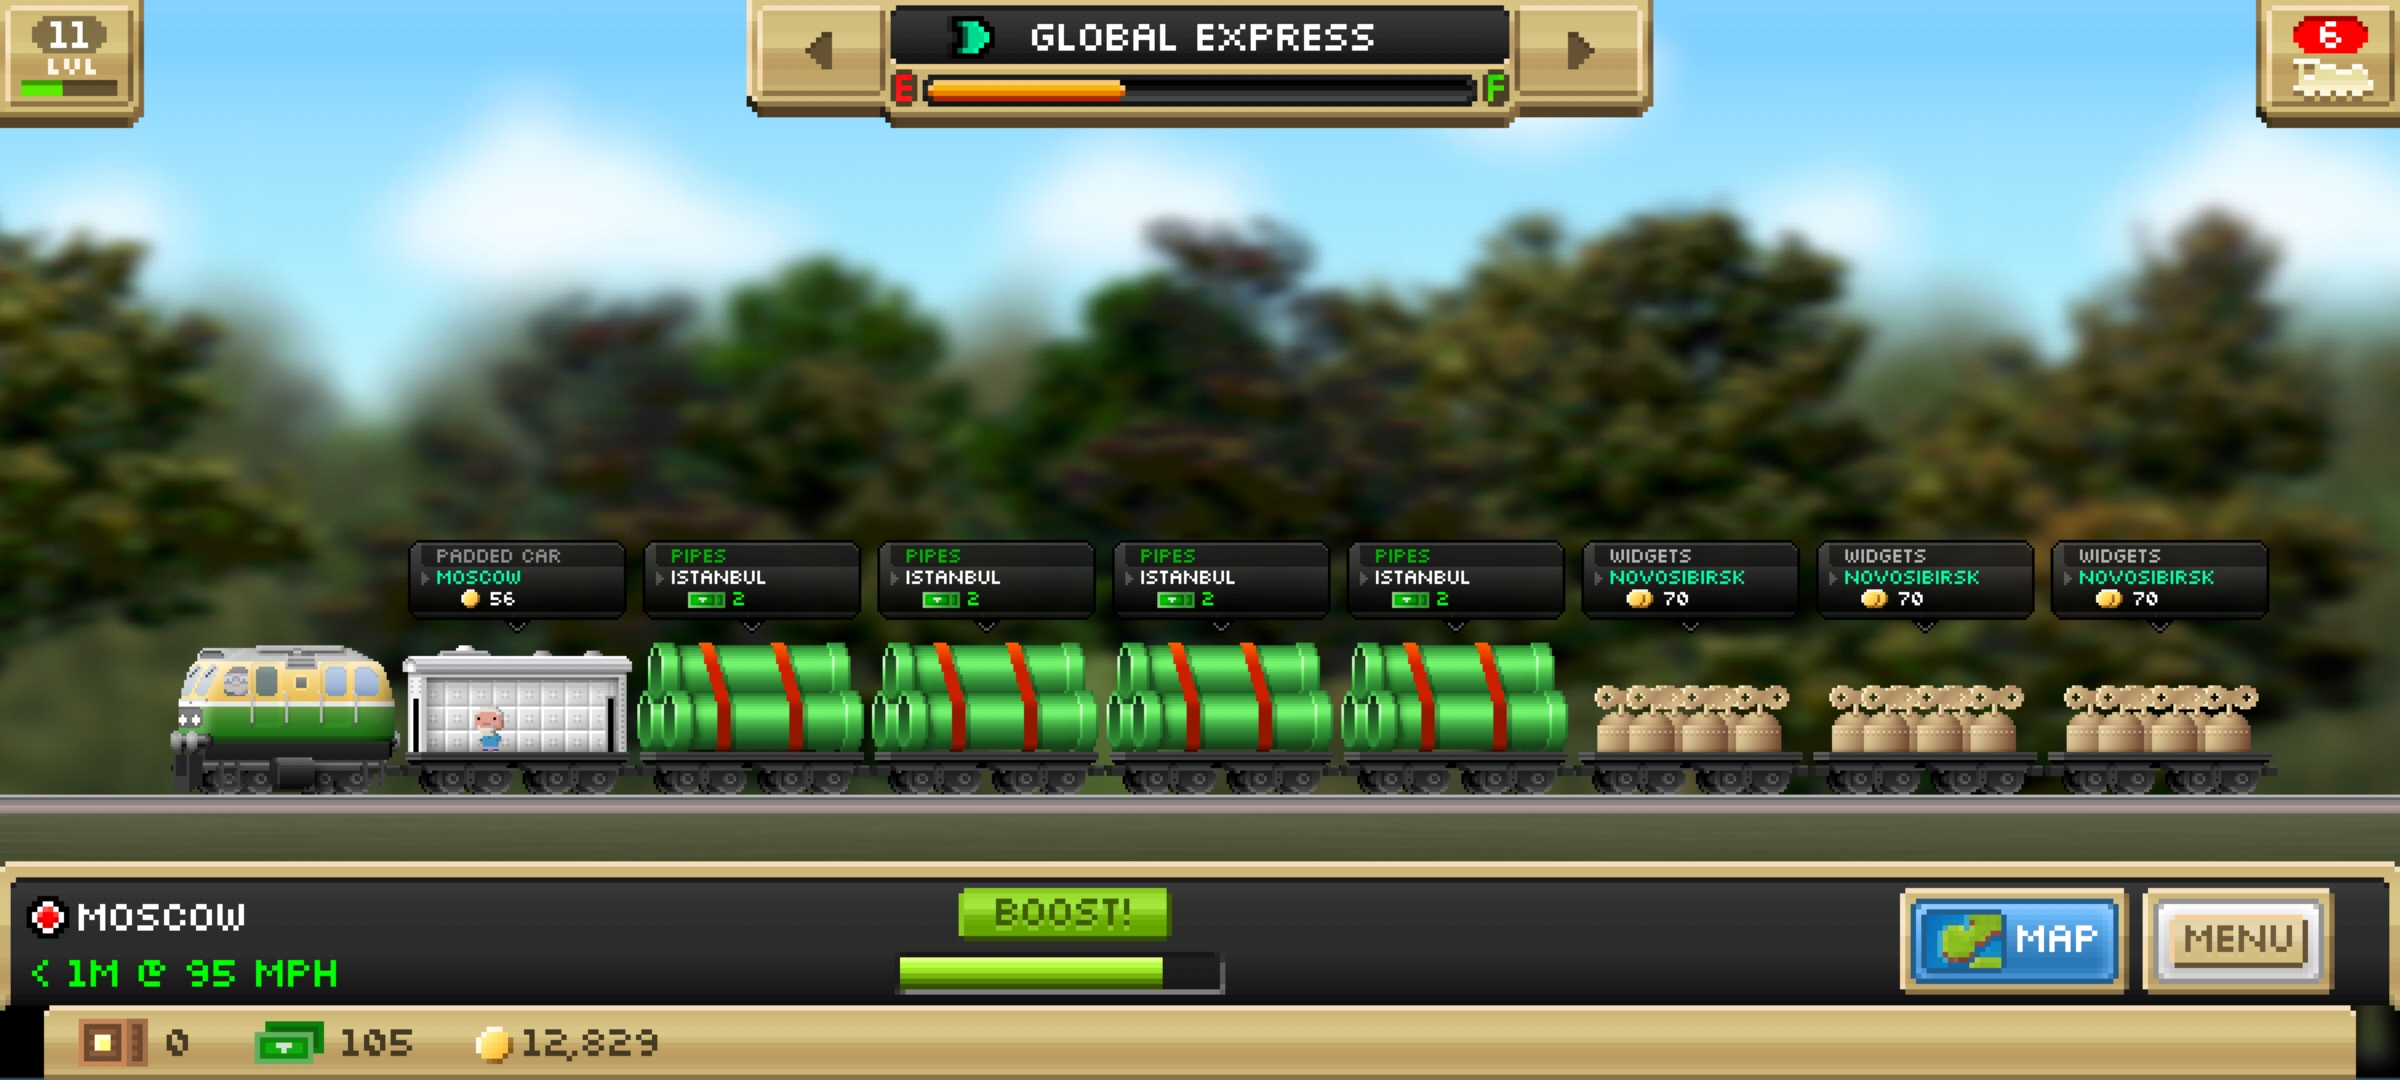 11
LVL
GLOBAL EXPRESS
E F
6
PADDED CAR
MOSCOW
56
PIPES
ISTANBUL
2
PIPES
ISTANBUL
2
PIPES
ISTANBUL
2
PIPES
ISTANBUL
2
WIDGETS
NOVOSIBIRSK
70
WIDGETS
NOVOSIBIRSK
70
WIDGETS
NOVOSIBIRSK
70
MOSCOW
< 1M @ 95 MPH
BOOST!
MAP
MENU
0 105 12,829